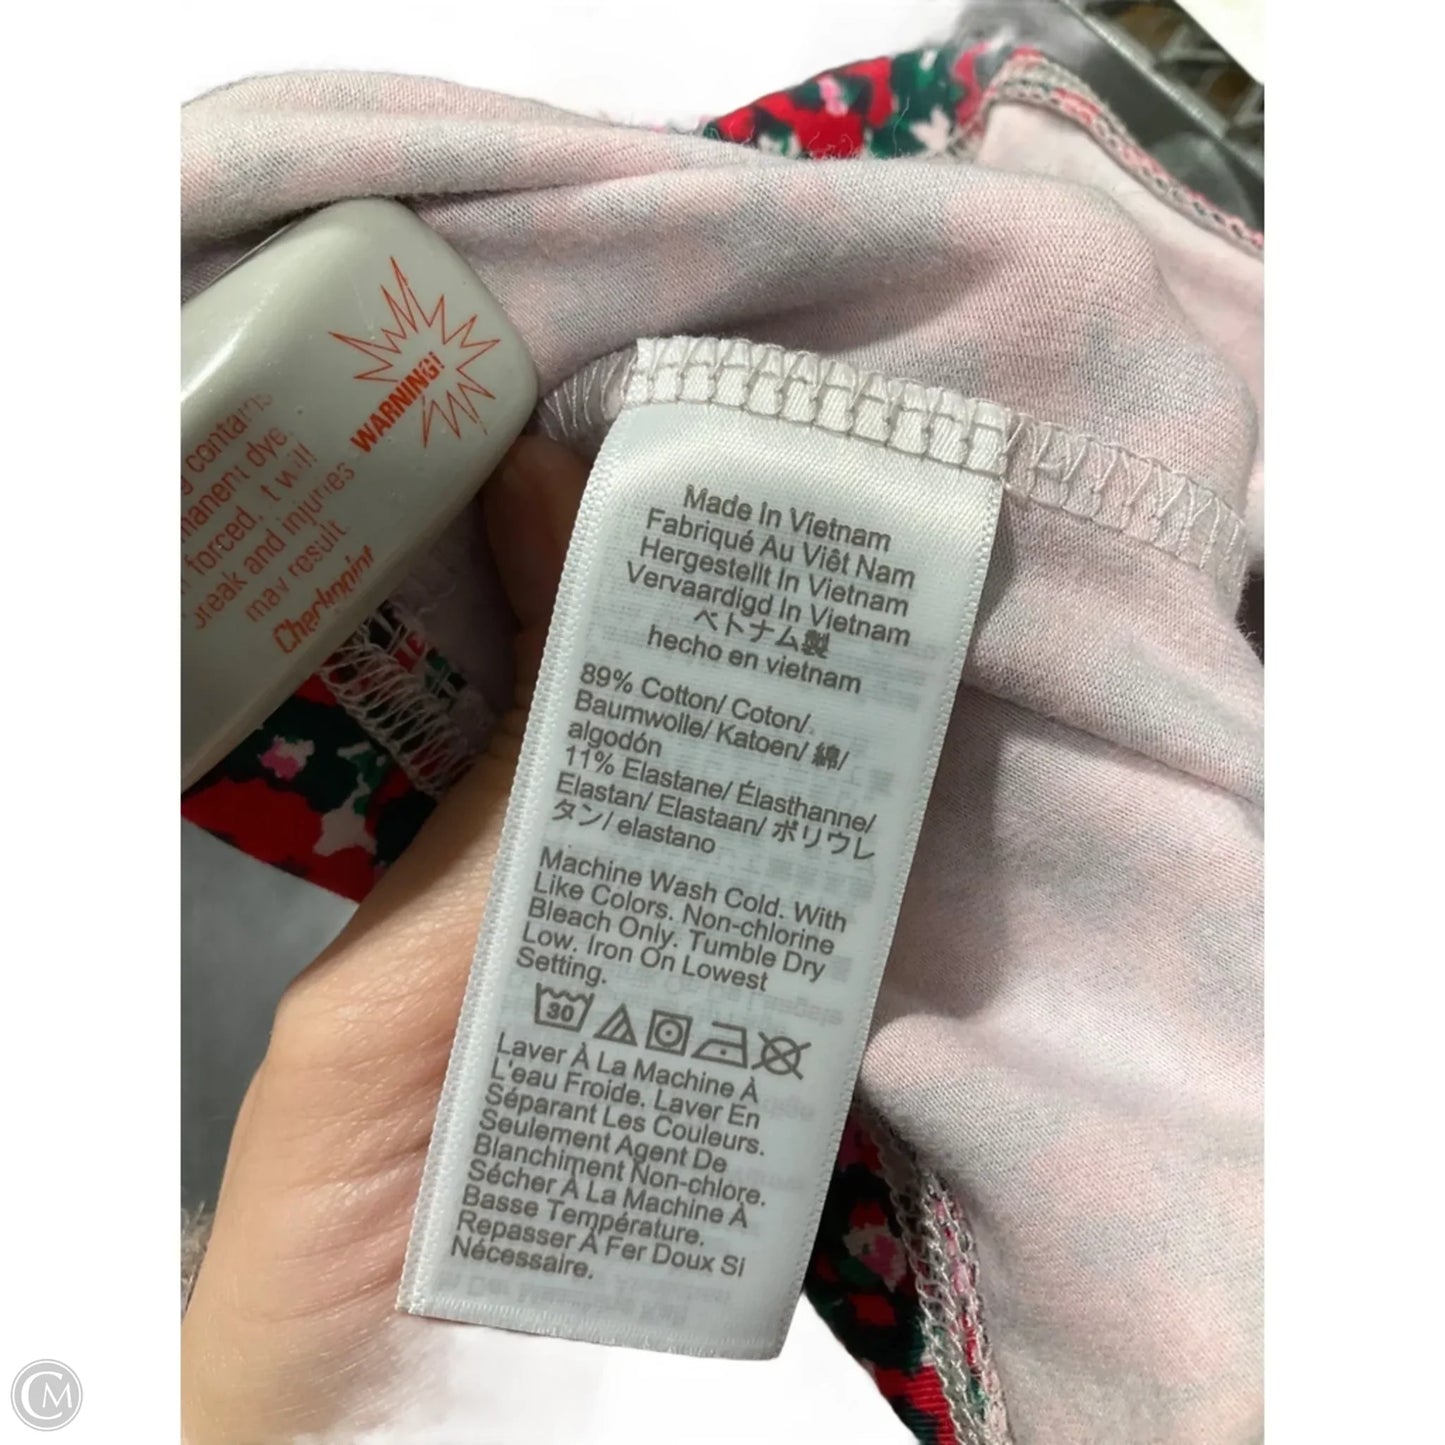 WARNING!
dye,
forced, it will
break and injuries
may result
Checkpoint
Made In Vietnam
Fabriqué Au Viêt Nam
Hergestellt In Vietnam
Vervaardigd In Vietnam
ベトナム製
hecho en vietnam
89% Cotton/ Coton/
Baumwolle/ Katoen/ 綿/
algodón
11% Elastane/ Élasthanne/
Elastan/ Elastaan/ ポリウレ
タン/ elastano
Machine Wash Cold. With
Like Colors. Non-chlorine
Bleach Only. Tumble Dry
Low. Iron On Lowest
Setting.
30
Laver À La Machine À
L'eau Froide. Laver En
Séparant Les Couleurs.
Seulement Agent De
Blanchiment Non-chlore.
Sécher À La Machine À
Basse Température.
Repasser À Fer Doux Si
Nécessaire.
CM